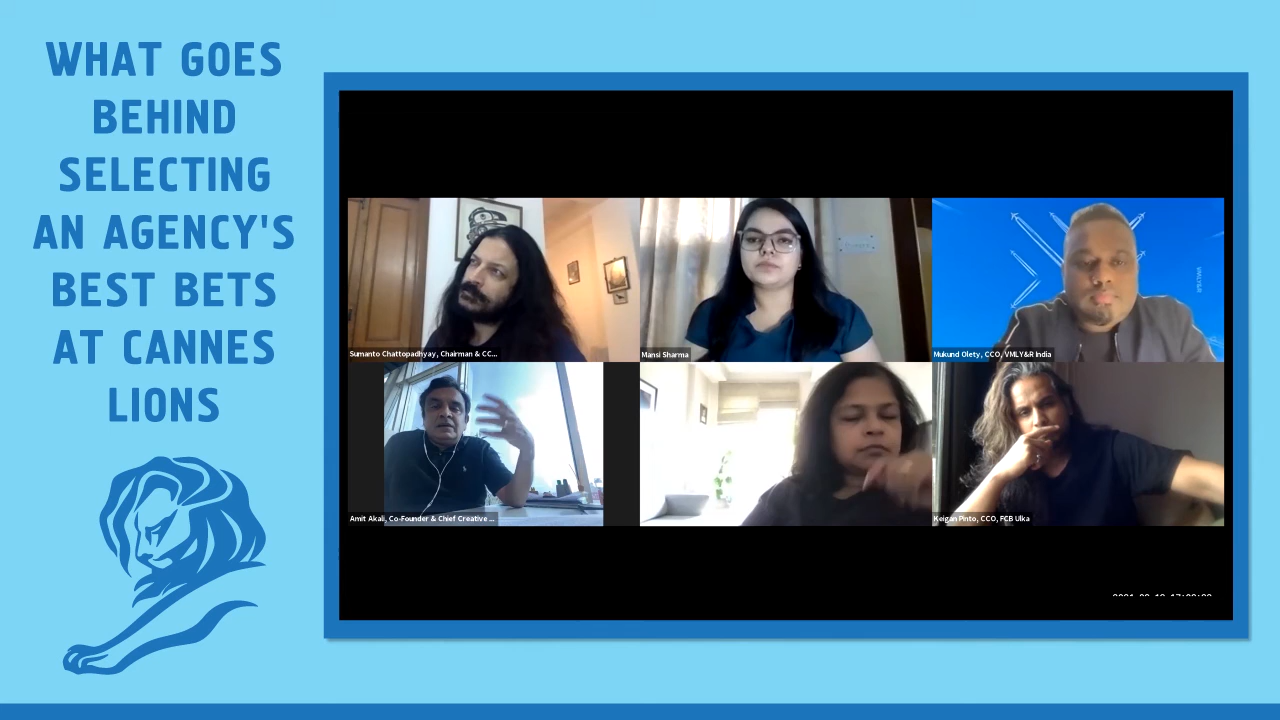 WHAT GOES
BEHIND
SELECTING
AN AGENCY'S
BEST BETS
AT CANNES
LIONS
Sumanto Chattopadhyay, Chairman & CC...
Mansi Sharma
VMLY&R
Mukund Olety, CCO, VMLY&R India
Amit Akali, Co-Founder & Chief Creative ...
Keigan Pinto, CCO, FCB Ulka